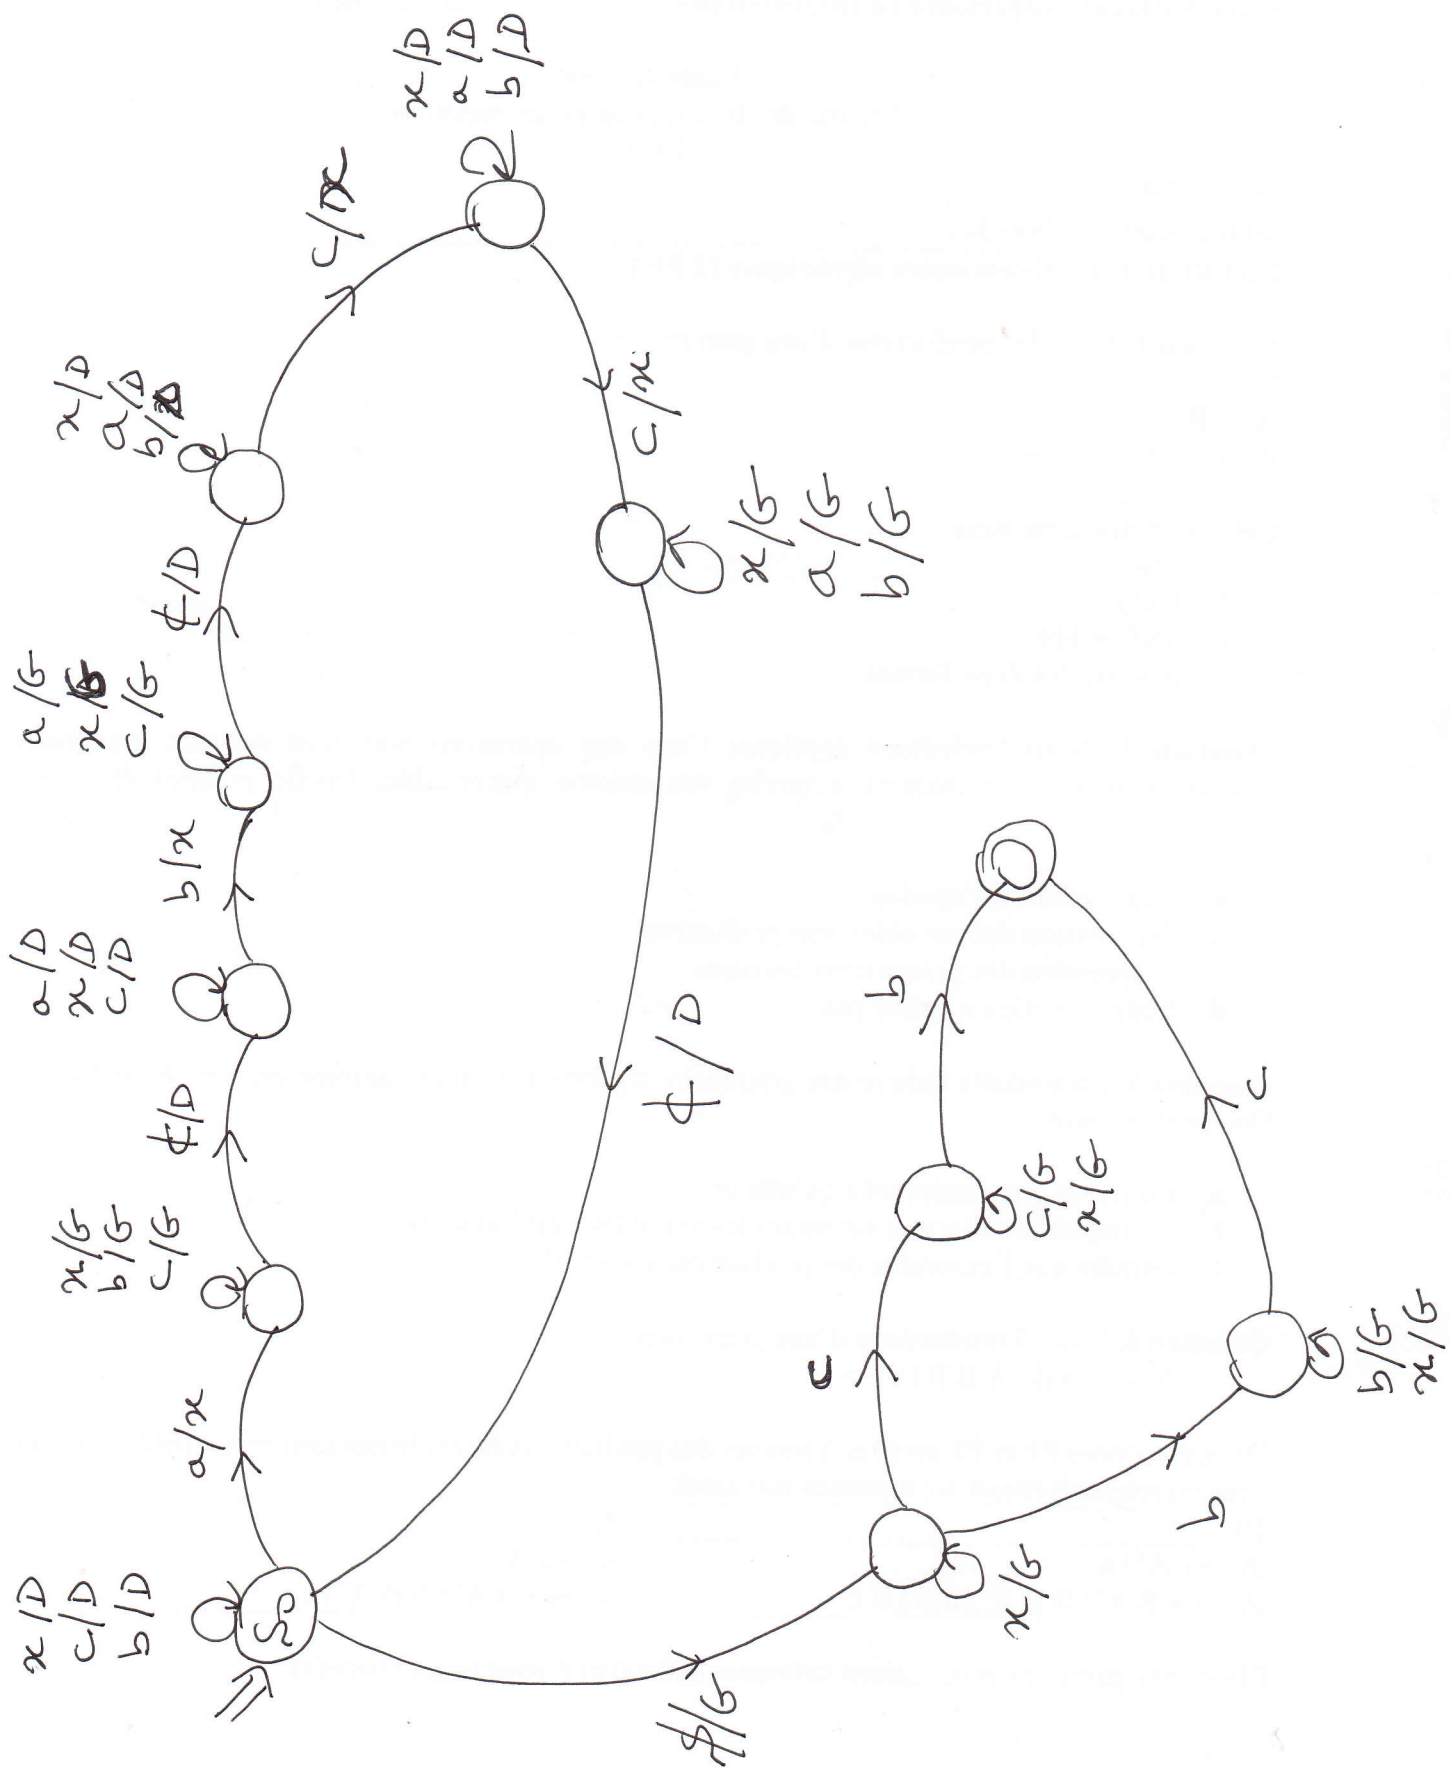 x/D
c/D
b/D
S₀
a/x
x/G
b/G
c/G
¢/D
a/D
x/D
c/D
b/x
a/G
x/G
c/G
¢/D
x/D
a/D
b/D
c/x
x/D
a/D
b/D
c/x
x/G
a/G
b/G
¢/D
$/G
x/G
c
c/G
x/G
b
b
b/G
x/G
c